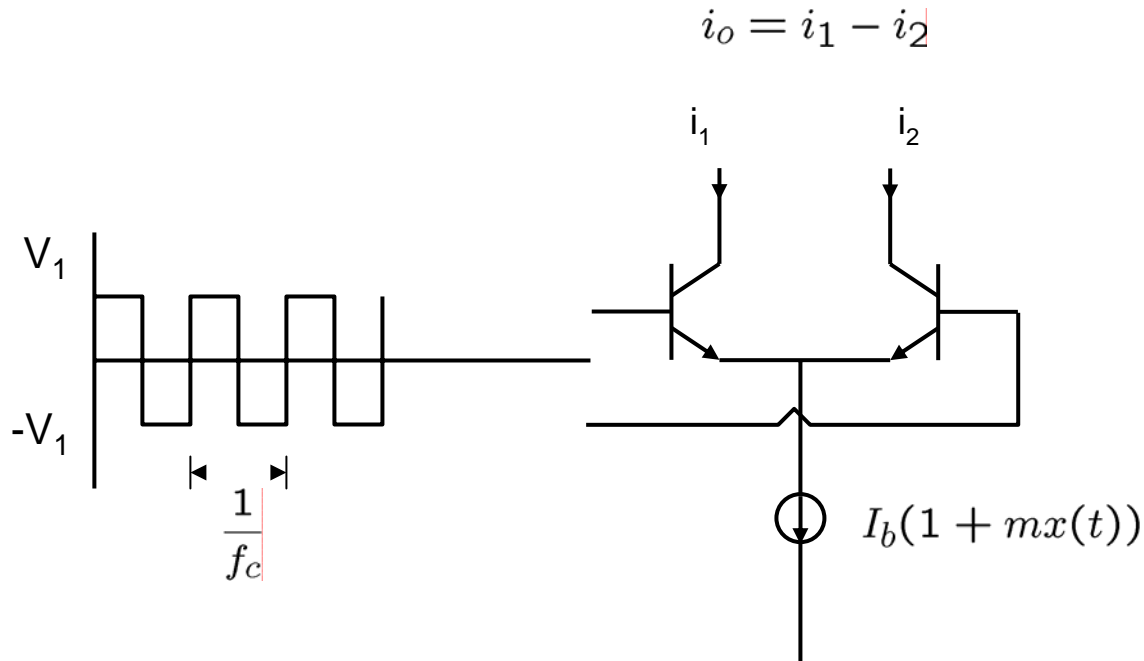 i_o = i_1 − i_2
i_1
i_2
V_1
-V_1
1/f_c
I_b(1 + mx(t))